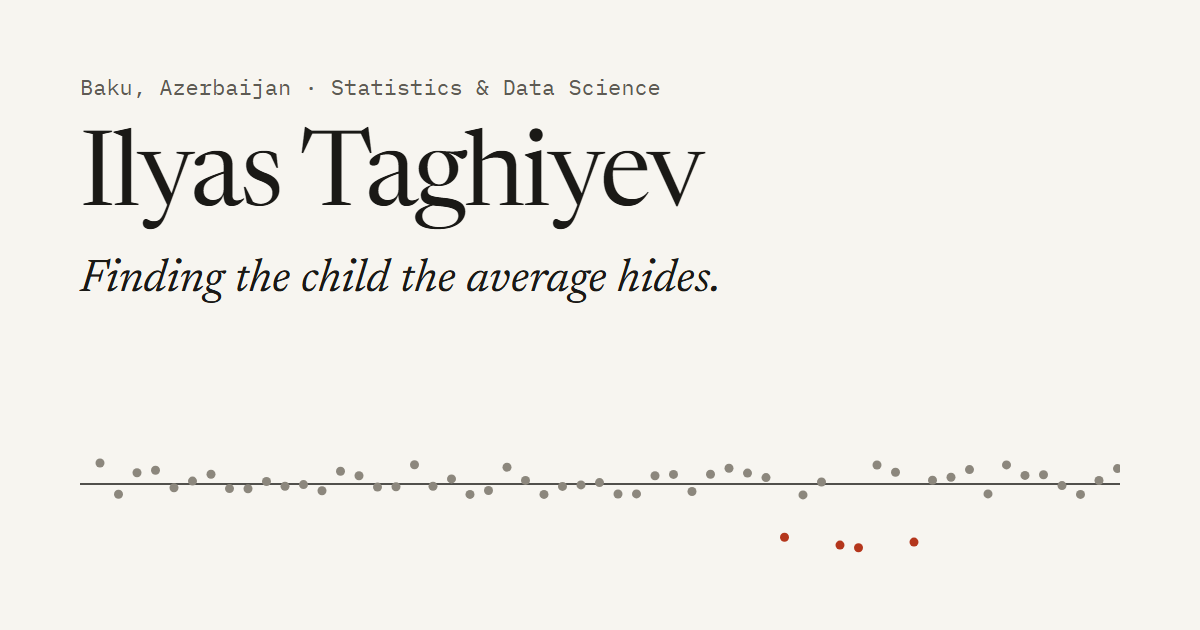 Baku, Azerbaijan · Statistics & Data Science
Ilyas Taghiyev
Finding the child the average hides.